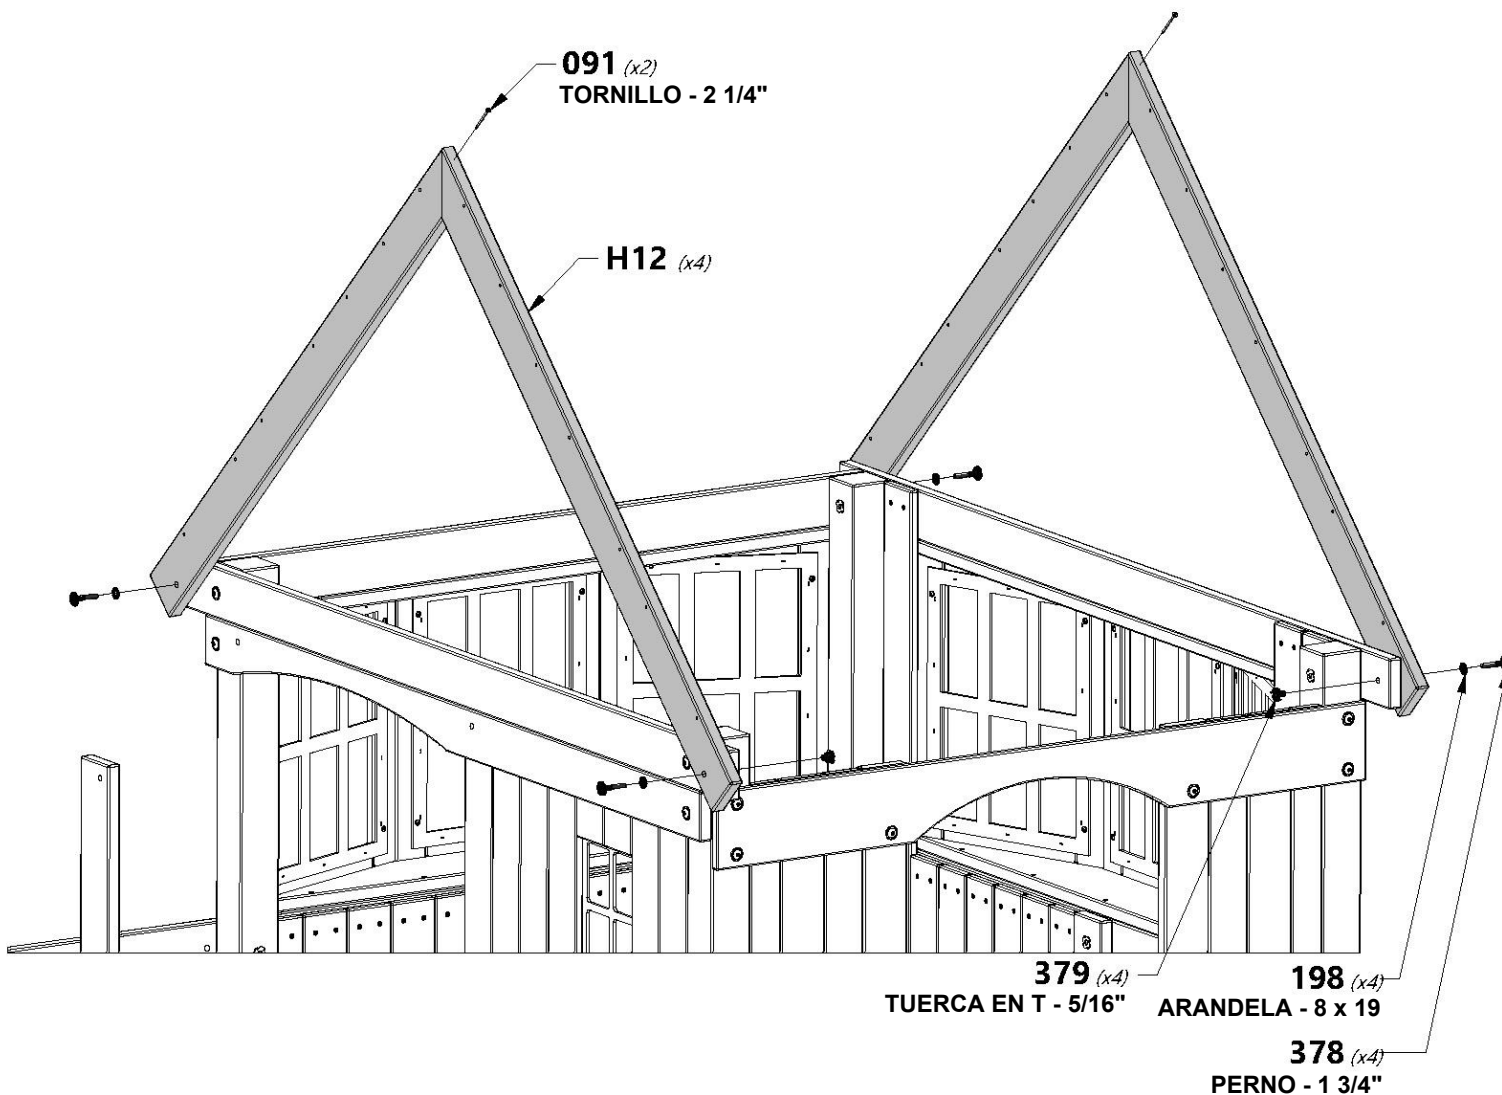 091 (x2)
TORNILLO - 2 1/4"
H12 (x4)
379 (x4)
TUERCA EN T - 5/16"
198 (x4)
ARANDELA - 8 x 19
378 (x4)
PERNO - 1 3/4"